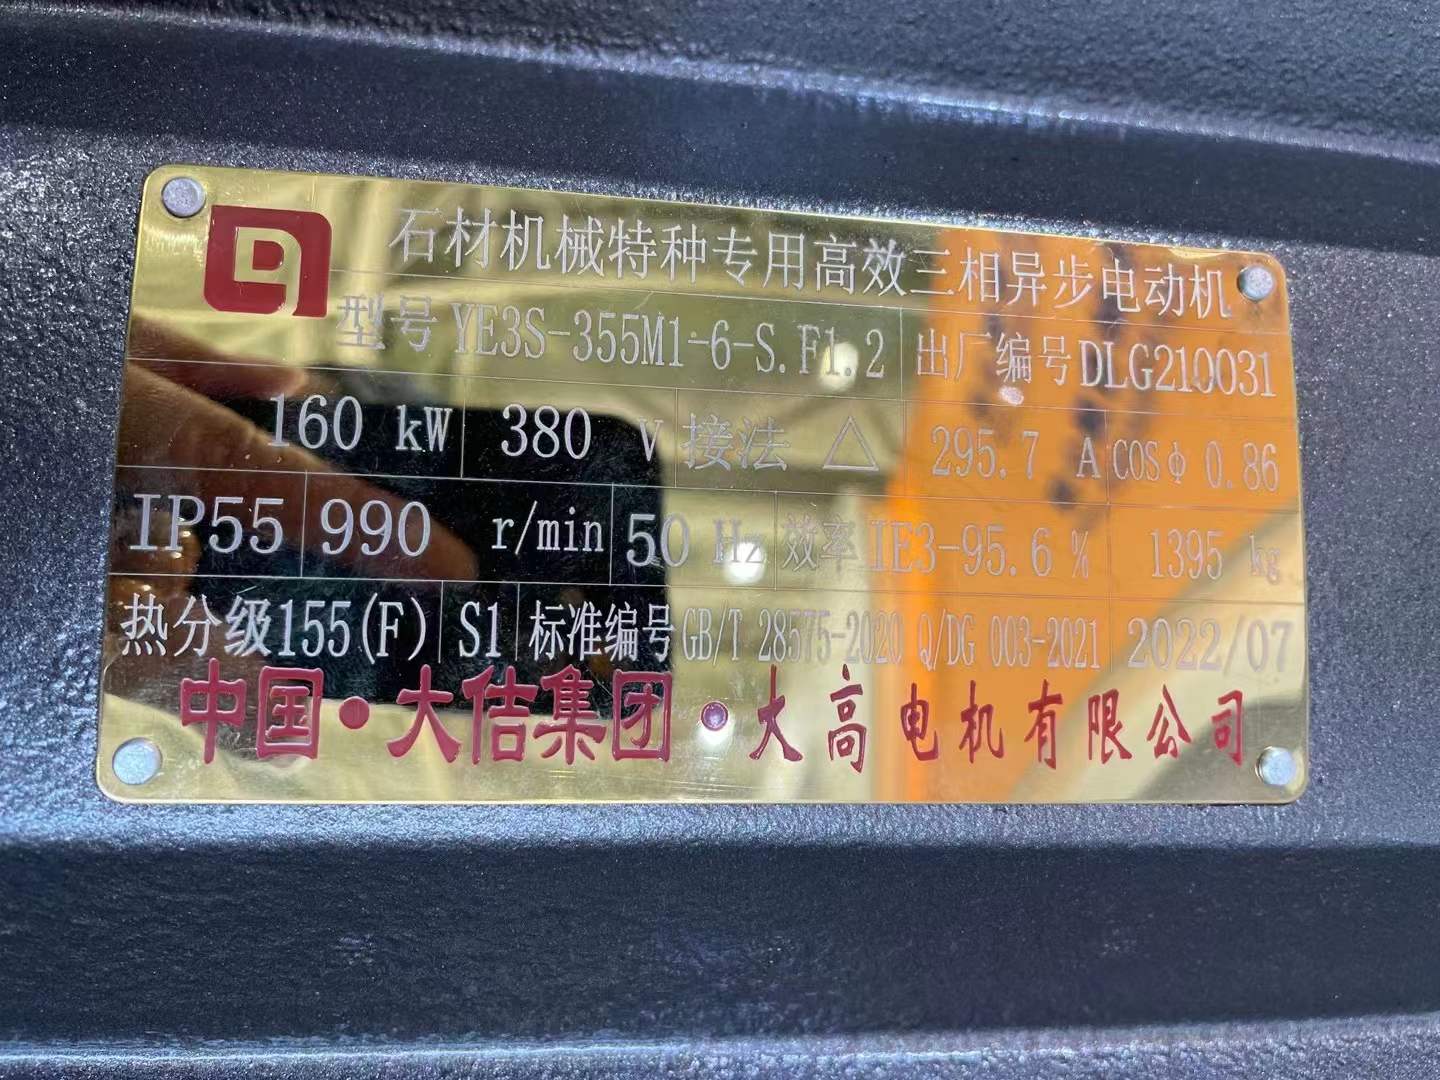 石材机械特种专用高效三相异步电动机
型号 YE3S-355M1-6-S.F1.2 出厂编号 DLG210031
160 kW 380 V 接法 △ 295.7 A COSφ 0.86
IP55 990 r/min 50 Hz 效率 IE3-95.6 % 1395 kg
热分级155(F) S1 标准编号 GB/T 28575-2020 Q/DG 003-2021 2022/07
中国·大佶集团·大高电机有限公司